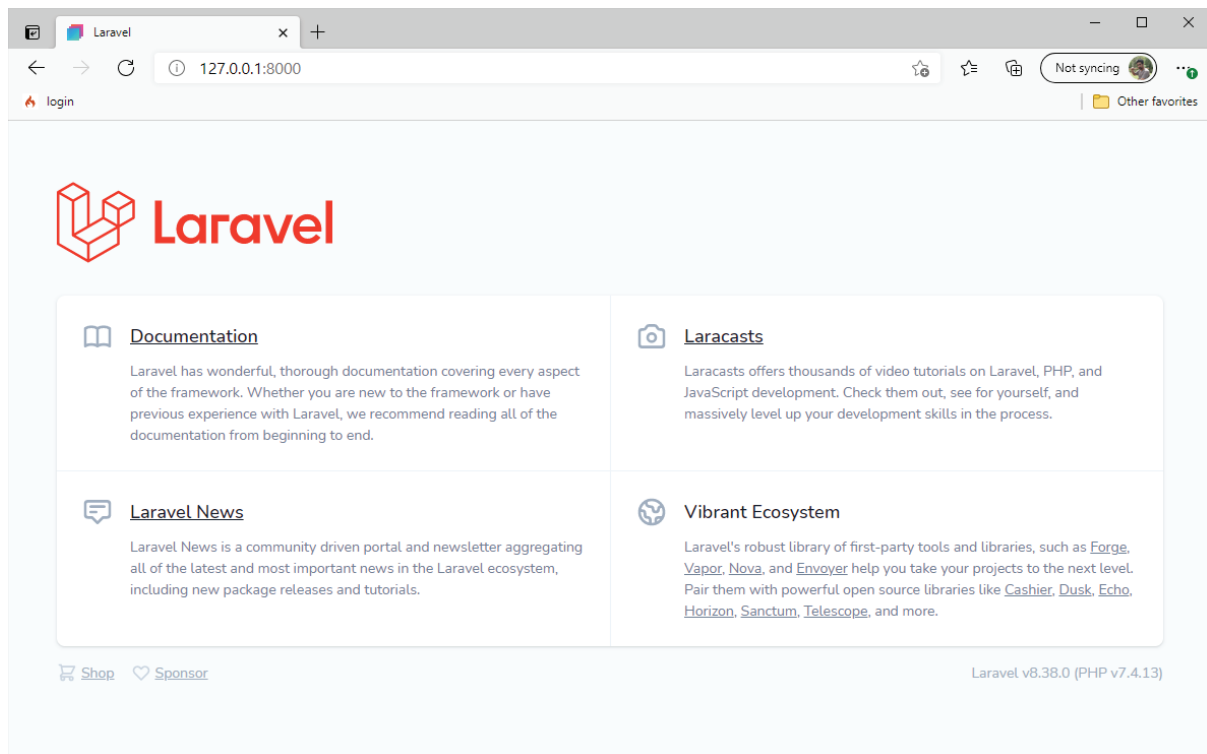 Laravel
127.0.0.1:8000
Not syncing
login
Other favorites
Laravel
Documentation
Laravel has wonderful, thorough documentation covering every aspect
of the framework. Whether you are new to the framework or have
previous experience with Laravel, we recommend reading all of the
documentation from beginning to end.
Laracasts
Laracasts offers thousands of video tutorials on Laravel, PHP, and
JavaScript development. Check them out, see for yourself, and
massively level up your development skills in the process.
Laravel News
Laravel News is a community driven portal and newsletter aggregating
all of the latest and most important news in the Laravel ecosystem,
including new package releases and tutorials.
Vibrant Ecosystem
Laravel's robust library of first-party tools and libraries, such as Forge,
Vapor, Nova, and Envoyer help you take your projects to the next level.
Pair them with powerful open source libraries like Cashier, Dusk, Echo,
Horizon, Sanctum, Telescope, and more.
Shop
Sponsor
Laravel v8.38.0 (PHP v7.4.13)